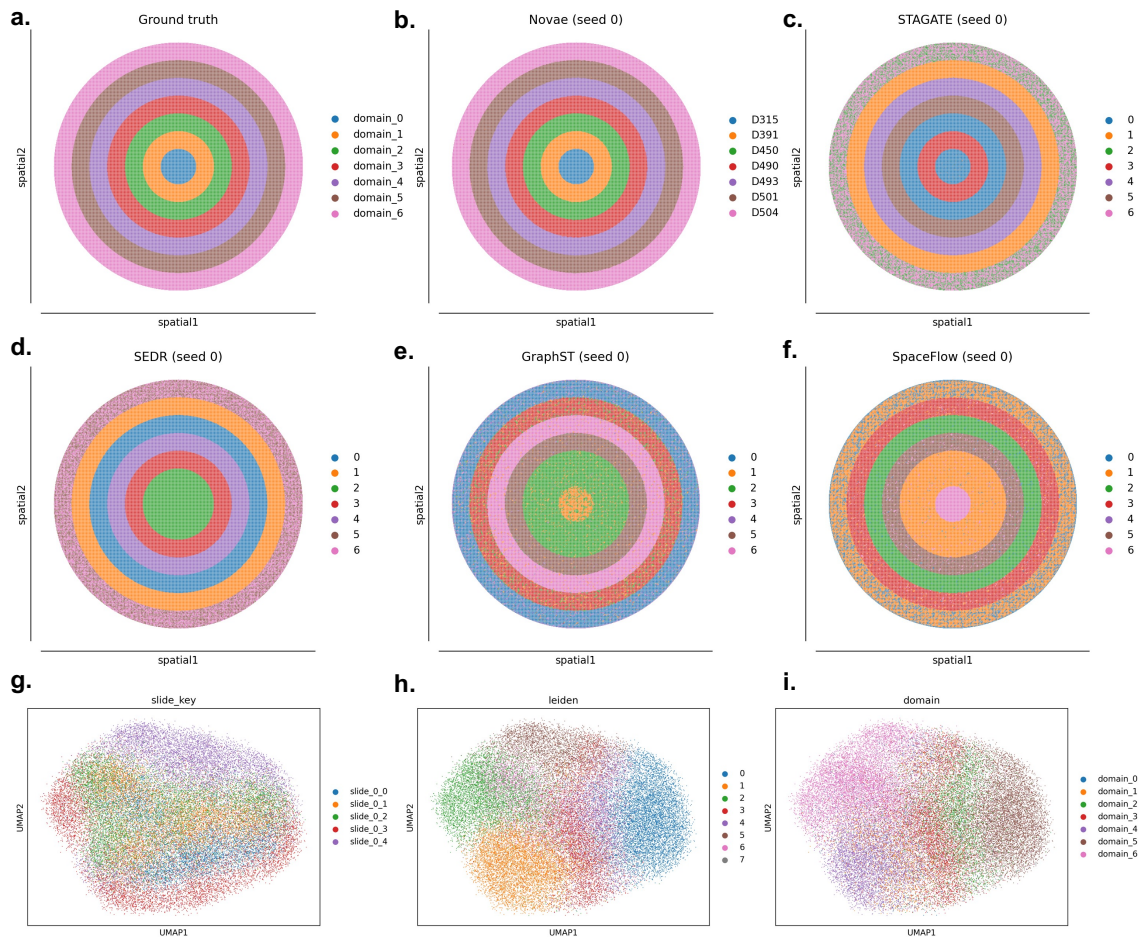 a.
Ground truth
spatial2
domain_0
domain_1
domain_2
domain_3
domain_4
domain_5
domain_6
spatial1
b.
Novae (seed 0)
spatial2
D315
D391
D450
D490
D493
D501
D504
spatial1
c.
STAGATE (seed 0)
spatial2
0
1
2
3
4
5
6
spatial1
d.
SEDR (seed 0)
spatial2
0
1
2
3
4
5
6
spatial1
e.
GraphST (seed 0)
spatial2
0
1
2
3
4
5
6
spatial1
f.
SpaceFlow (seed 0)
spatial2
0
1
2
3
4
5
6
spatial1
g.
slide_key
UMAP2
slide_0_0
slide_0_1
slide_0_2
slide_0_3
slide_0_4
UMAP1
h.
leiden
UMAP2
0
1
2
3
4
5
6
7
UMAP1
i.
domain
UMAP2
domain_0
domain_1
domain_2
domain_3
domain_4
domain_5
domain_6
UMAP1